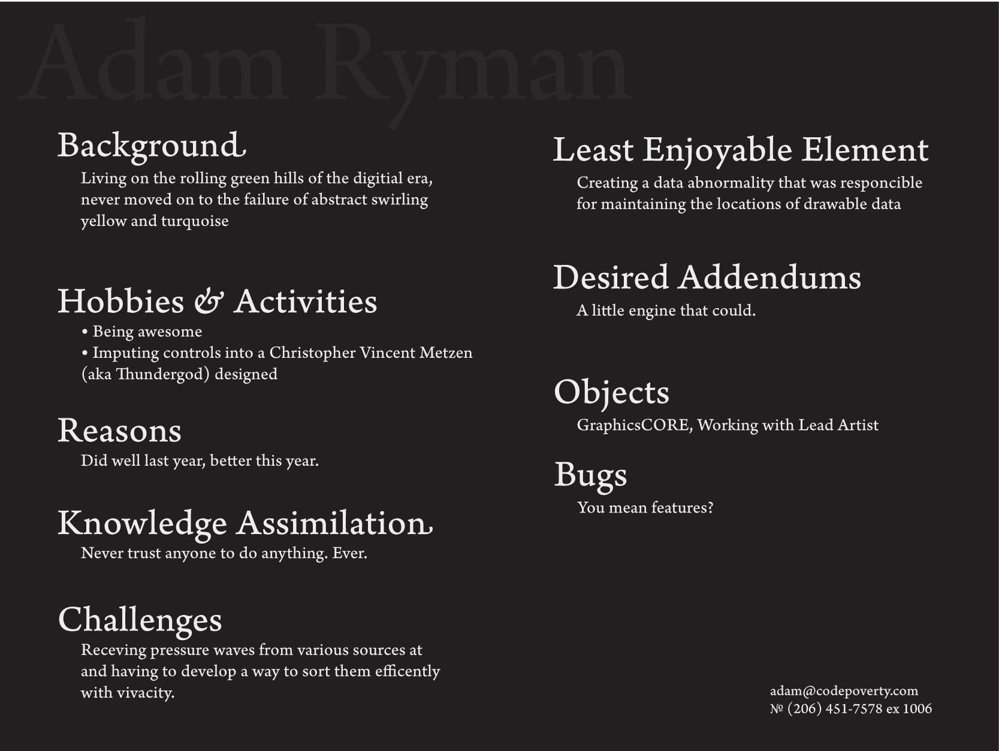 Adam Ryman
Background
Living on the rolling green hills of the digitial era,
never moved on to the failure of abstract swirling
yellow and turquoise
Hobbies & Activities
• Being awesome
• Imputing controls into a Christopher Vincent Metzen
(aka Thundergod) designed
Reasons
Did well last year, better this year.
Knowledge Assimilation
Never trust anyone to do anything. Ever.
Challenges
Receving pressure waves from various sources at
and having to develop a way to sort them efficently
with vivacity.
Least Enjoyable Element
Creating a data abnormality that was responcible
for maintaining the locations of drawable data
Desired Addendums
A little engine that could.
Objects
GraphicsCORE, Working with Lead Artist
Bugs
You mean features?
adam@codepoverty.com
№ (206) 451-7578 ex 1006